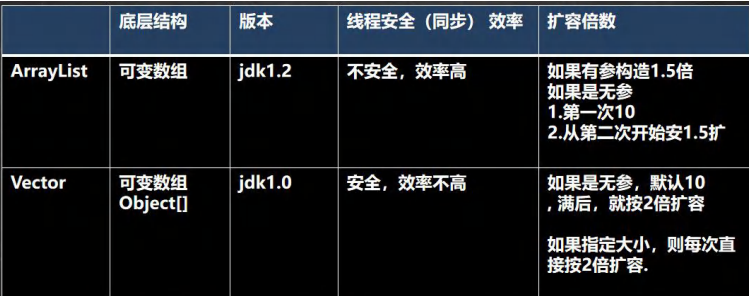 底层结构 版本 线程安全（同步）效率 扩容倍数
ArrayList 可变数组 jdk1.2 不安全，效率高 如果有参构造1.5倍
如果是无参
1.第一次10
2.从第二次开始安1.5扩
Vector 可变数组 jdk1.0 安全，效率不高 如果是无参，默认10
Object[] ，满后，就按2倍扩容
如果指定大小，则每次直
接按2倍扩容.